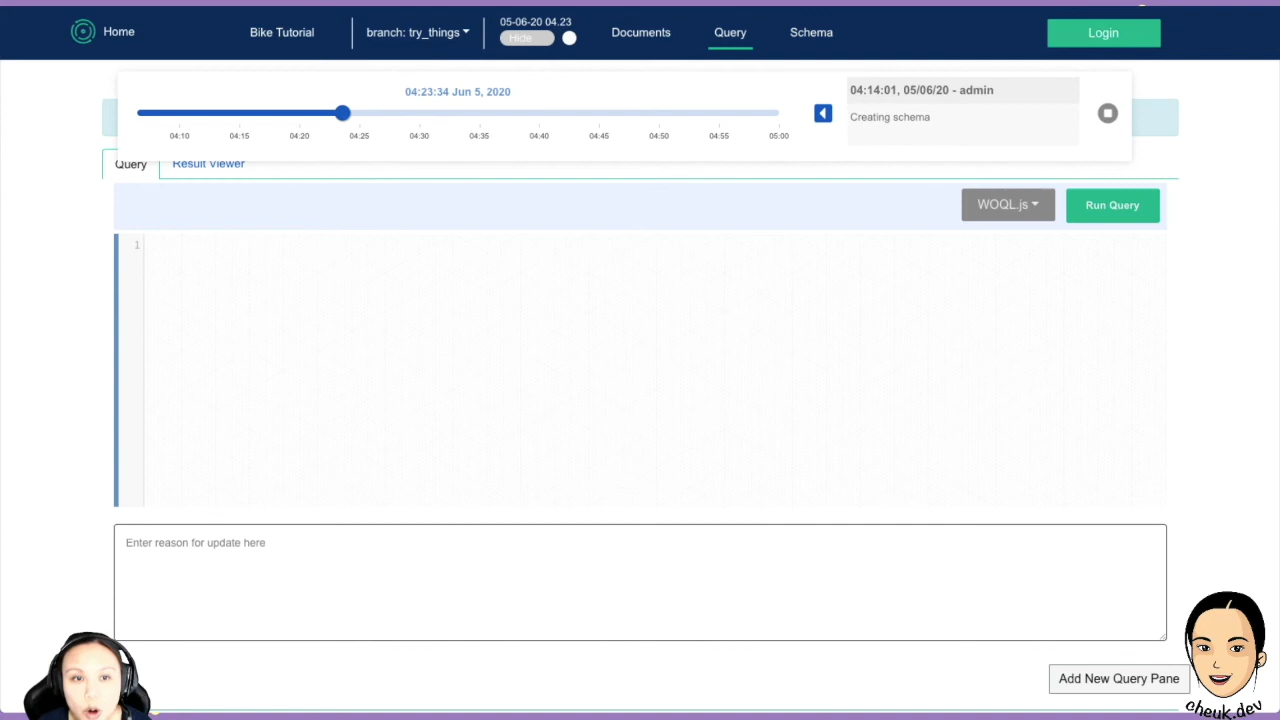 Home
Bike Tutorial
branch: try_things
05-06-20 04.23
Hide
Documents
Query
Schema
Login
04:23:34 Jun 5, 2020
04:10 04:15 04:20 04:25 04:30 04:35 04:40 04:45 04:50 04:55 05:00
04:14:01, 05/06/20 - admin
Creating schema
Query
Result Viewer
WOQL.js
Run Query
1
Enter reason for update here
Add New Query Pane
cheuk.dev